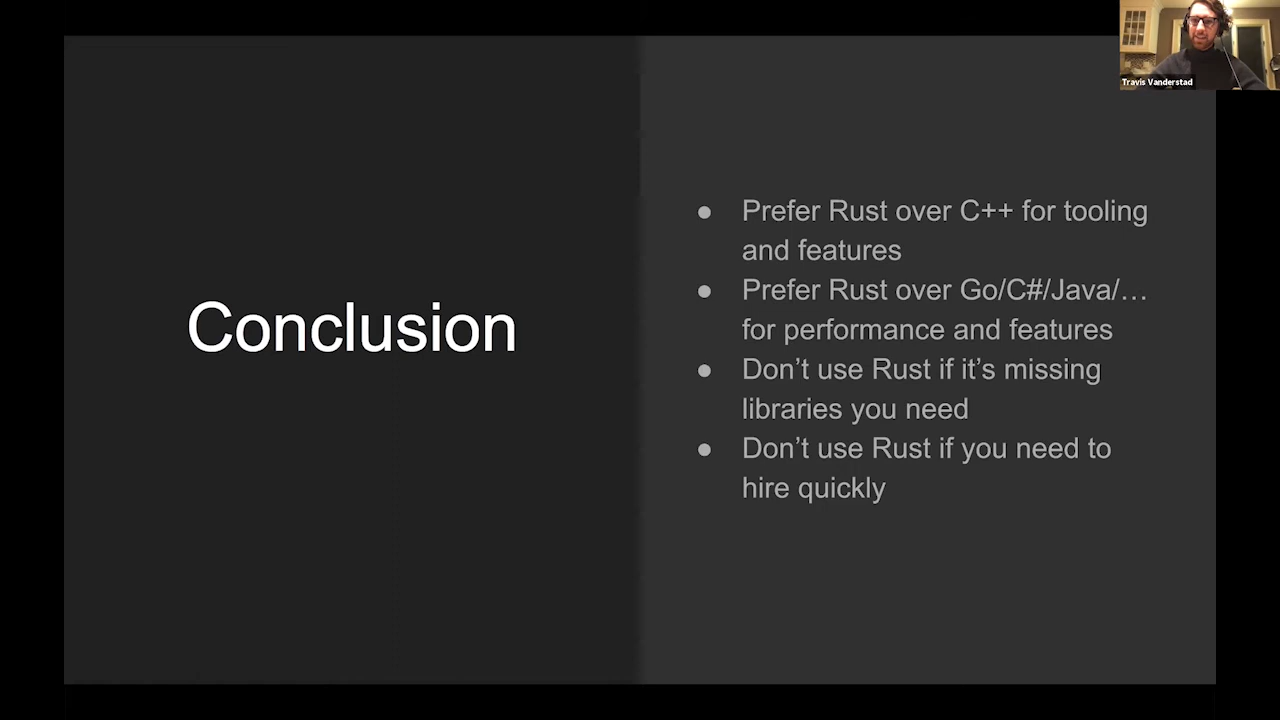 Travis Vanderstad
Conclusion
● Prefer Rust over C++ for tooling
and features
● Prefer Rust over Go/C#/Java/…
for performance and features
● Don’t use Rust if it’s missing
libraries you need
● Don’t use Rust if you need to
hire quickly